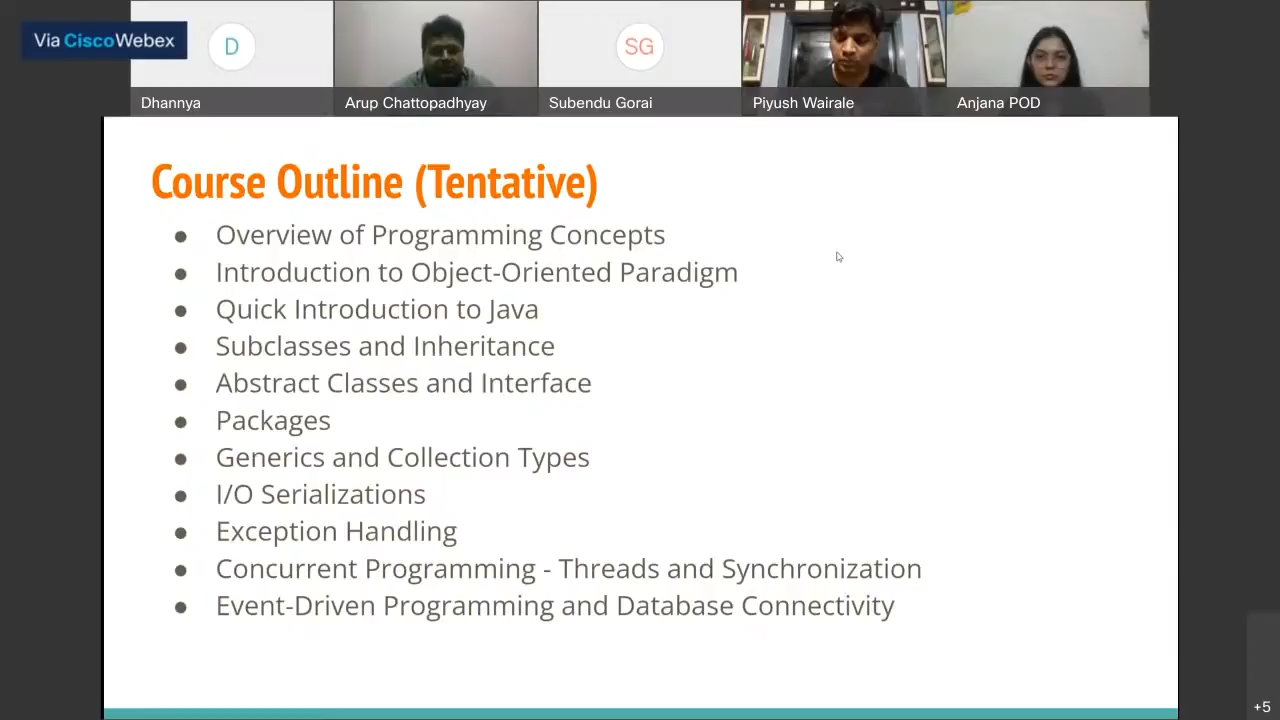 Via CiscoWebex
D
SG
Dhannya
Arup Chattopadhyay
Subendu Gorai
Piyush Wairale
Anjana POD
Course Outline (Tentative)
● Overview of Programming Concepts
● Introduction to Object-Oriented Paradigm
● Quick Introduction to Java
● Subclasses and Inheritance
● Abstract Classes and Interface
● Packages
● Generics and Collection Types
● I/O Serializations
● Exception Handling
● Concurrent Programming - Threads and Synchronization
● Event-Driven Programming and Database Connectivity
+5